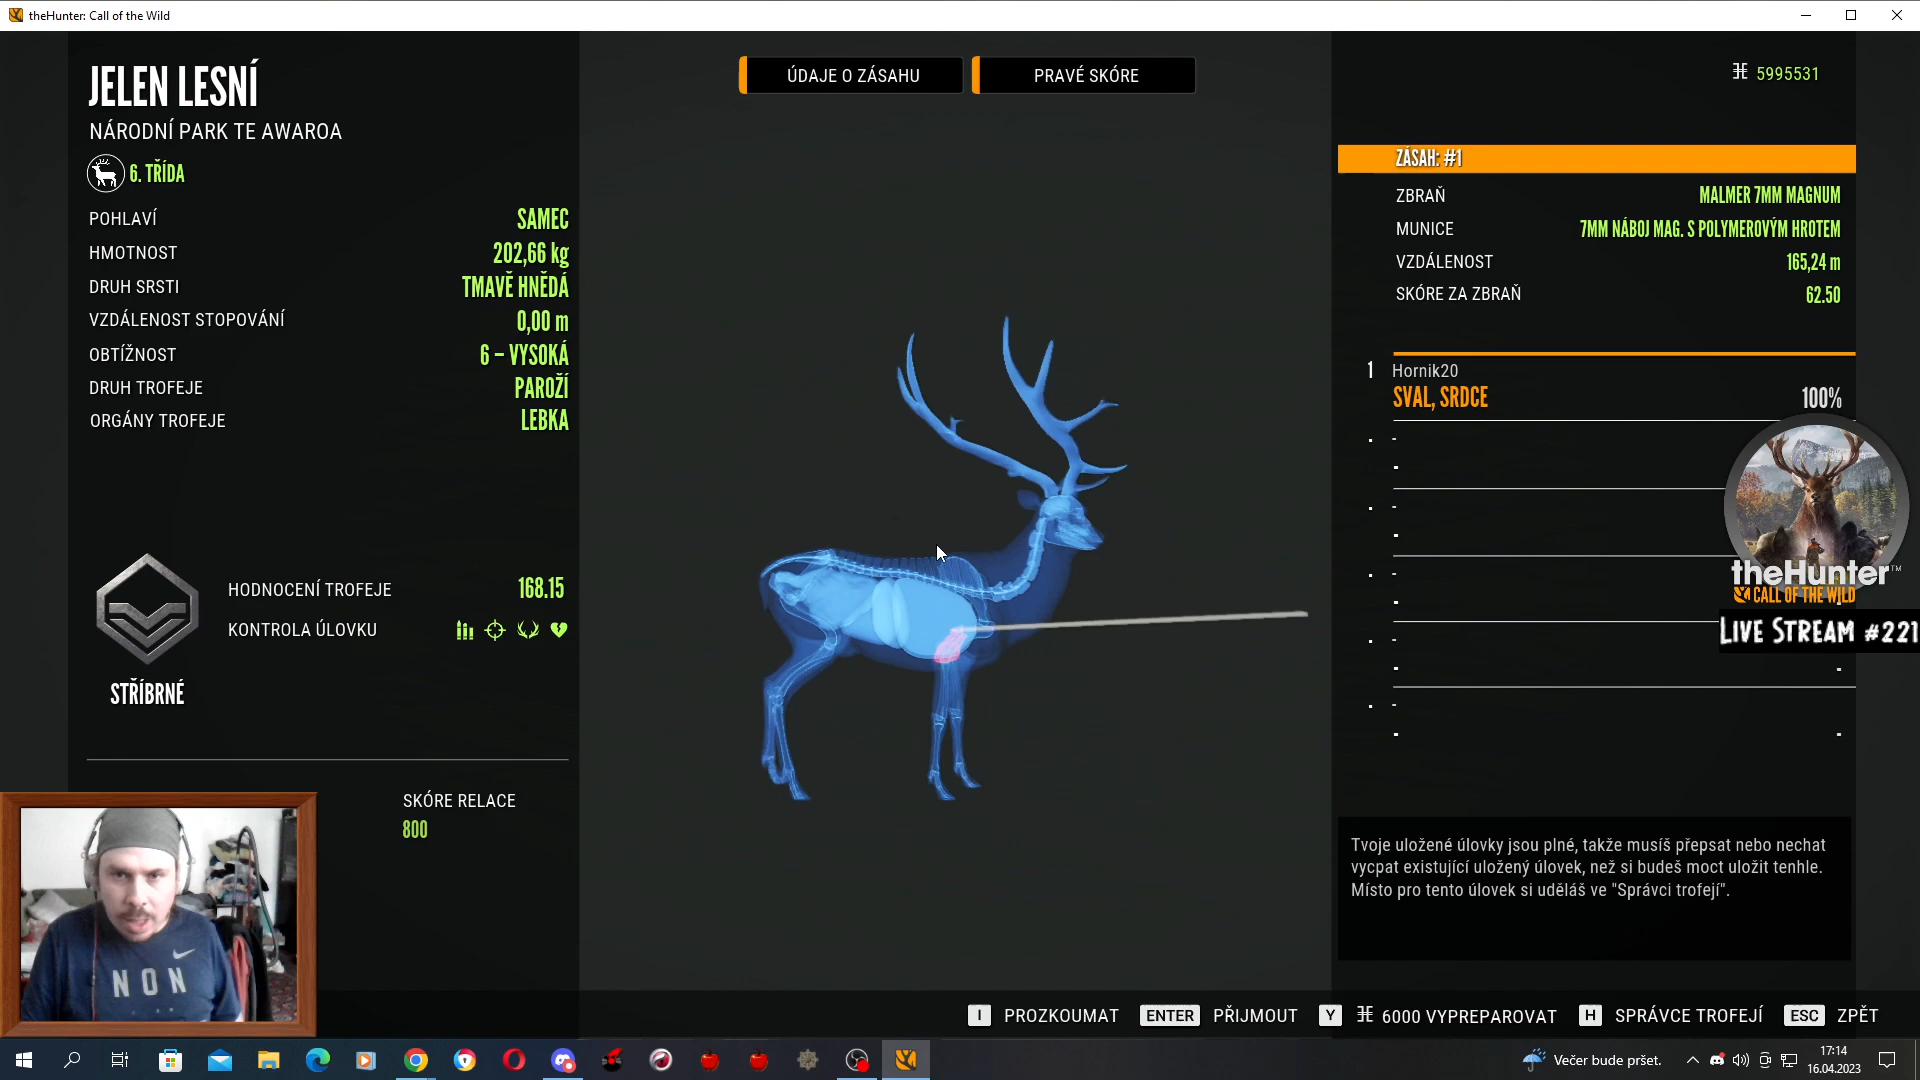 theHunter: Call of the Wild
JELEN LESNÍ
NÁRODNÍ PARK TE AWAROA
6. TŘÍDA
POHLAVÍ SAMEC
HMOTNOST 202,66 kg
DRUH SRSTI TMAVĚ HNĚDÁ
VZDÁLENOST STOPOVÁNÍ 0,00 m
OBTÍŽNOST 6 – VYSOKÁ
DRUH TROFEJE PAROŽÍ
ORGÁNY TROFEJE LEBKA
HODNOCENÍ TROFEJE 168.15
KONTROLA ÚLOVKU
STŘÍBRNÉ
SKÓRE RELACE
800
ÚDAJE O ZÁSAHU
PRAVÉ SKÓRE
5995531
ZÁSAH: #1
ZBRAŇ MALMER 7MM MAGNUM
MUNICE 7MM NÁBOJ MAG. S POLYMEROVÝM HROTEM
VZDÁLENOST 165,24 m
SKÓRE ZA ZBRAŇ 62.50
1 Hornik20
SVAL, SRDCE 100%
theHunter™
CALL OF THE WILD
LIVE STREAM #221
Tvoje uložené úlovky jsou plné, takže musíš přepsat nebo nechat
vycpat existující uložený úlovek, než si budeš moct uložit tenhle.
Místo pro tento úlovek si uděláš ve "Správci trofejí".
NON
I PROZKOUMAT ENTER PŘIJMOUT Y 6000 VYPREPAROVAT H SPRÁVCE TROFEJÍ ESC ZPĚT
Večer bude pršet.
17:14
16.04.2023